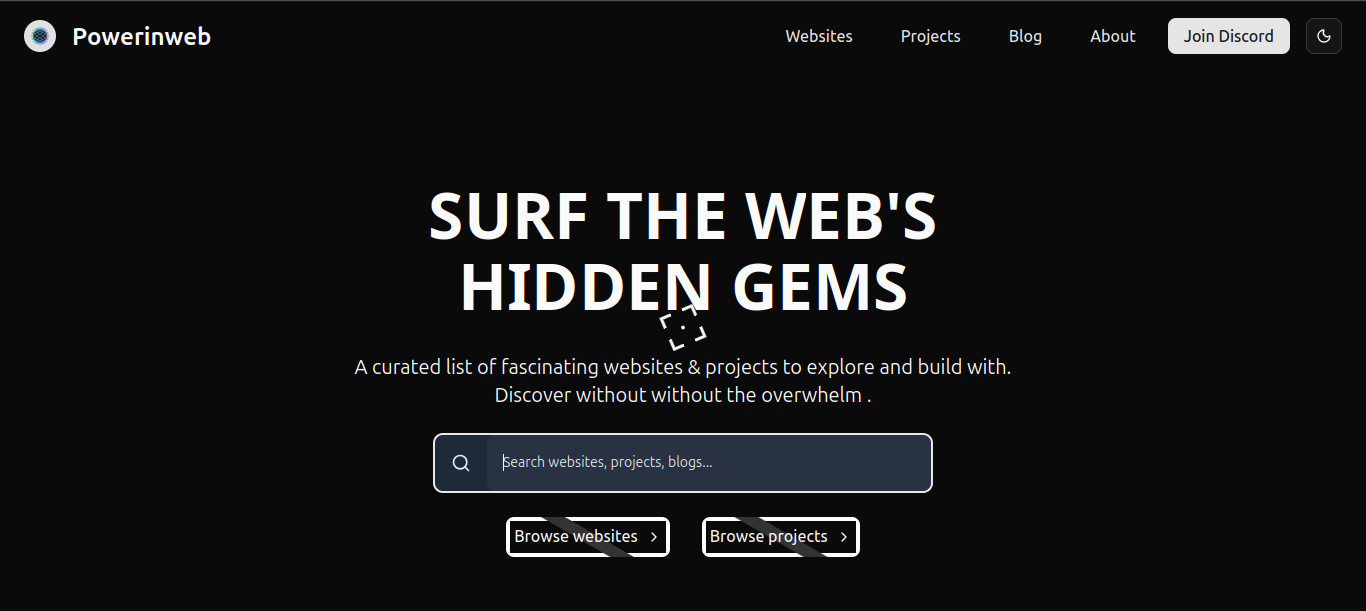 Powerinweb
Websites
Projects
Blog
About
Join Discord
SURF THE WEB'S
HIDDEN GEMS
A curated list of fascinating websites & projects to explore and build with.
Discover without without the overwhelm .
Search websites, projects, blogs...
Browse websites
Browse projects